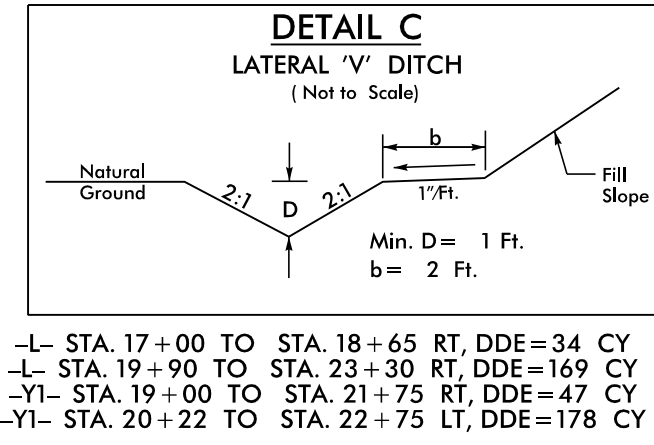 DETAIL C
LATERAL 'V' DITCH
( Not to Scale)
b
Natural
Ground
2:1
D
2:1
1"/Ft.
Fill
Slope
Min. D= 1 Ft.
b= 2 Ft.
-L- STA. 17+00 TO STA. 18+65 RT, DDE=34 CY
-L- STA. 19+90 TO STA. 23+30 RT, DDE=169 CY
-Y1- STA. 19+00 TO STA. 21+75 RT, DDE=47 CY
-Y1- STA. 20+22 TO STA. 22+75 LT, DDE=178 CY